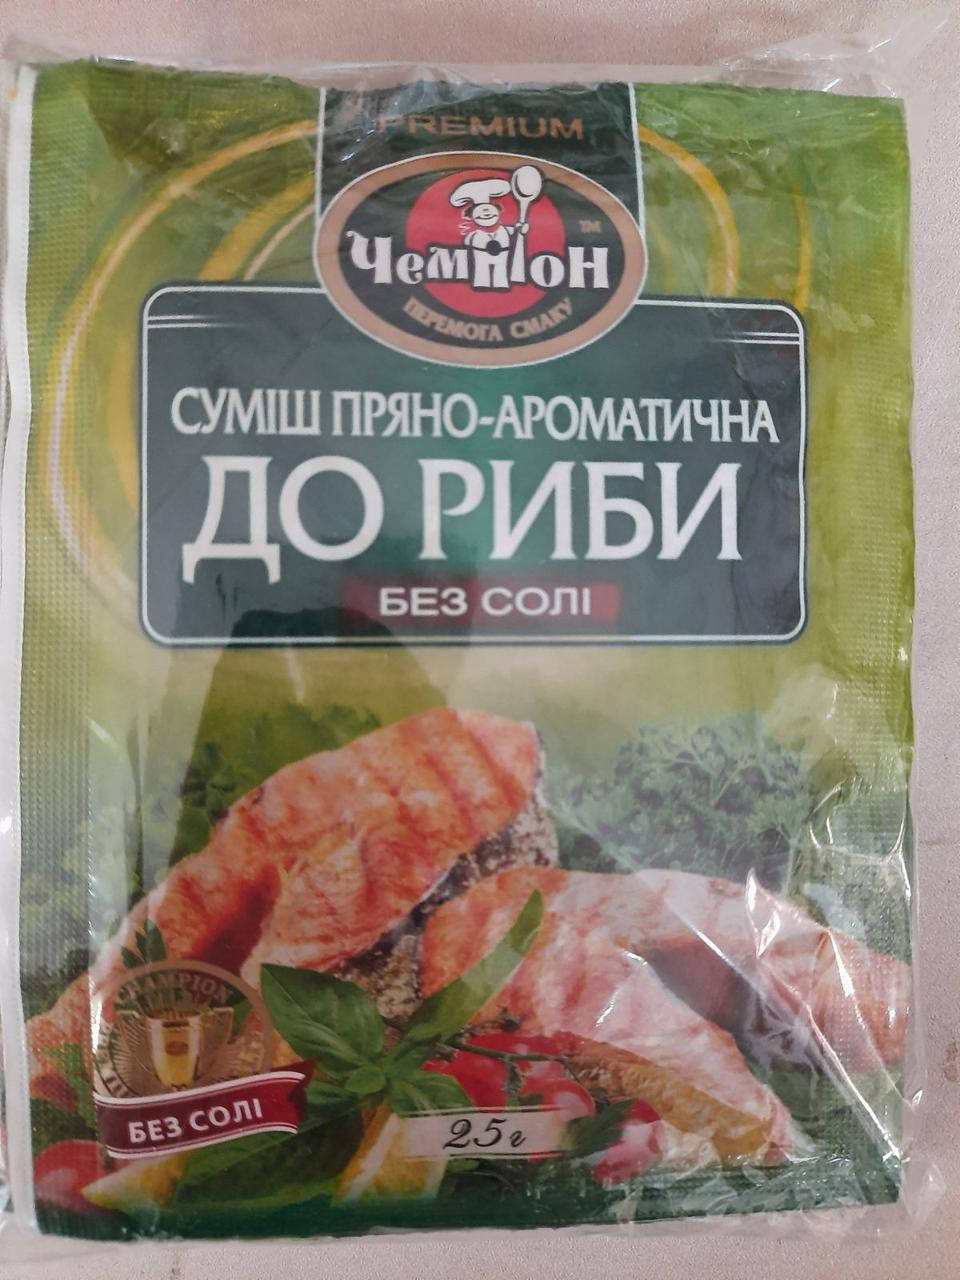 PREMIUM
Чемпіон
TM
ПЕРЕМОГА СМАКУ
СУМІШ ПРЯНО-АРОМАТИЧНА
ДО РИБИ
БЕЗ СОЛІ
CHAMPION
БЕЗ СОЛІ
25г